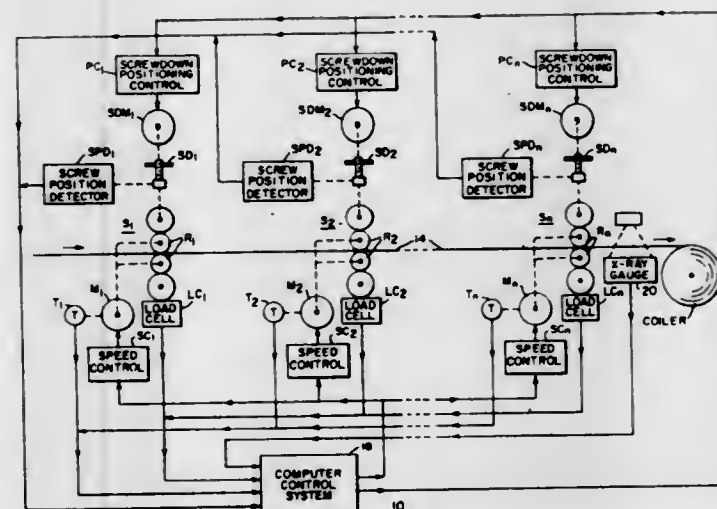 PC1 SCREWDOWN POSITIONING CONTROL
PC2 SCREWDOWN POSITIONING CONTROL
PCn SCREWDOWN POSITIONING CONTROL
SDM1
SDM2
SDMn
SPD1
SD1
SPD2
SD2
SPDn
SDn
SCREW POSITION DETECTOR
SCREW POSITION DETECTOR
SCREW POSITION DETECTOR
S1
R1
S2
R2
14
Sn
Rn
X-RAY GAUGE
20
COILER
T1
T
M1
LC1
LOAD CELL
T2
T
M2
LC2
LOAD CELL
Tn
T
Mn
LCn
LOAD CELL
SC1
SPEED CONTROL
SC2
SPEED CONTROL
SCn
SPEED CONTROL
COMPUTER CONTROL SYSTEM
10